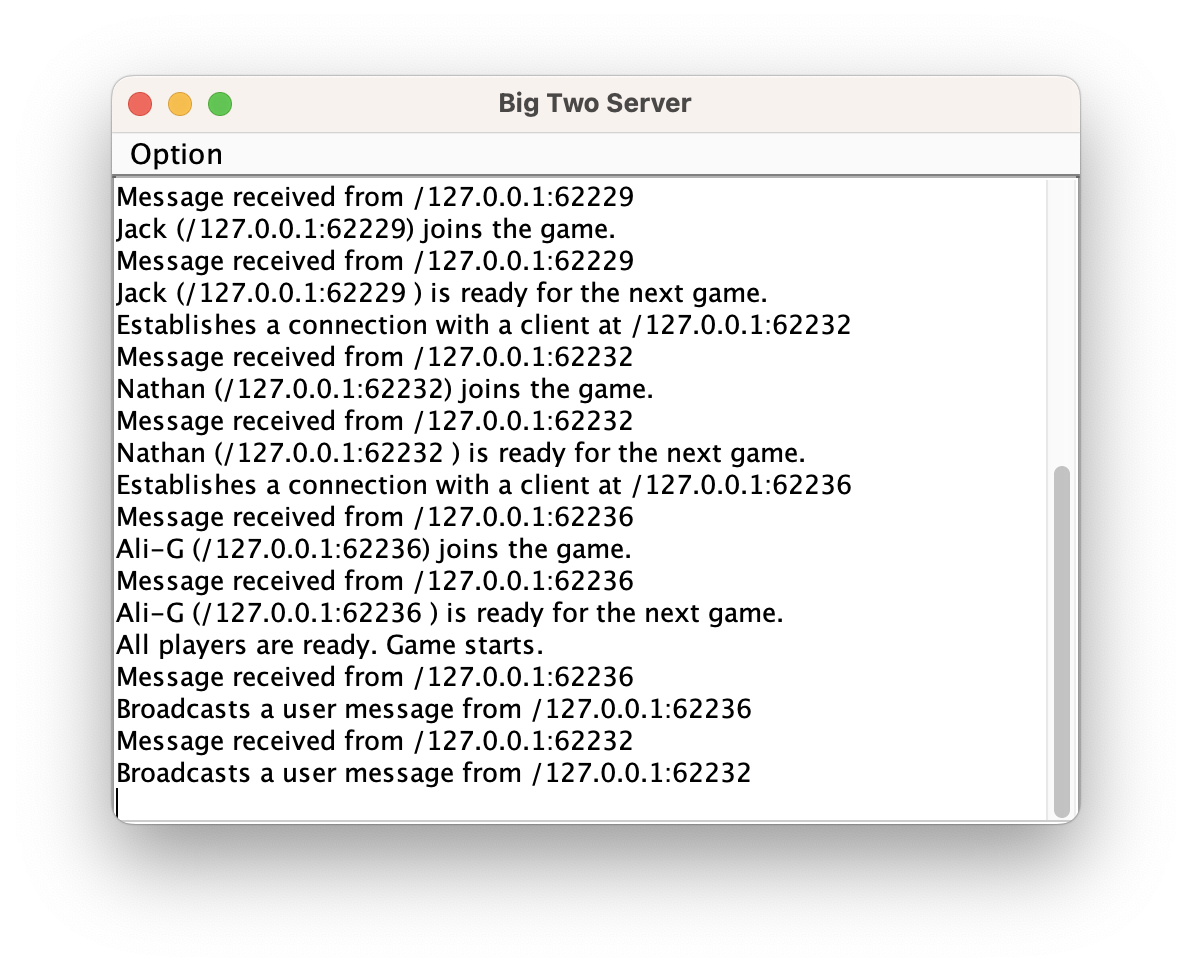 Big Two Server
Option
Message received from /127.0.0.1:62229
Jack (/127.0.0.1:62229) joins the game.
Message received from /127.0.0.1:62229
Jack (/127.0.0.1:62229 ) is ready for the next game.
Establishes a connection with a client at /127.0.0.1:62232
Message received from /127.0.0.1:62232
Nathan (/127.0.0.1:62232) joins the game.
Message received from /127.0.0.1:62232
Nathan (/127.0.0.1:62232 ) is ready for the next game.
Establishes a connection with a client at /127.0.0.1:62236
Message received from /127.0.0.1:62236
Ali-G (/127.0.0.1:62236) joins the game.
Message received from /127.0.0.1:62236
Ali-G (/127.0.0.1:62236 ) is ready for the next game.
All players are ready. Game starts.
Message received from /127.0.0.1:62236
Broadcasts a user message from /127.0.0.1:62236
Message received from /127.0.0.1:62232
Broadcasts a user message from /127.0.0.1:62232